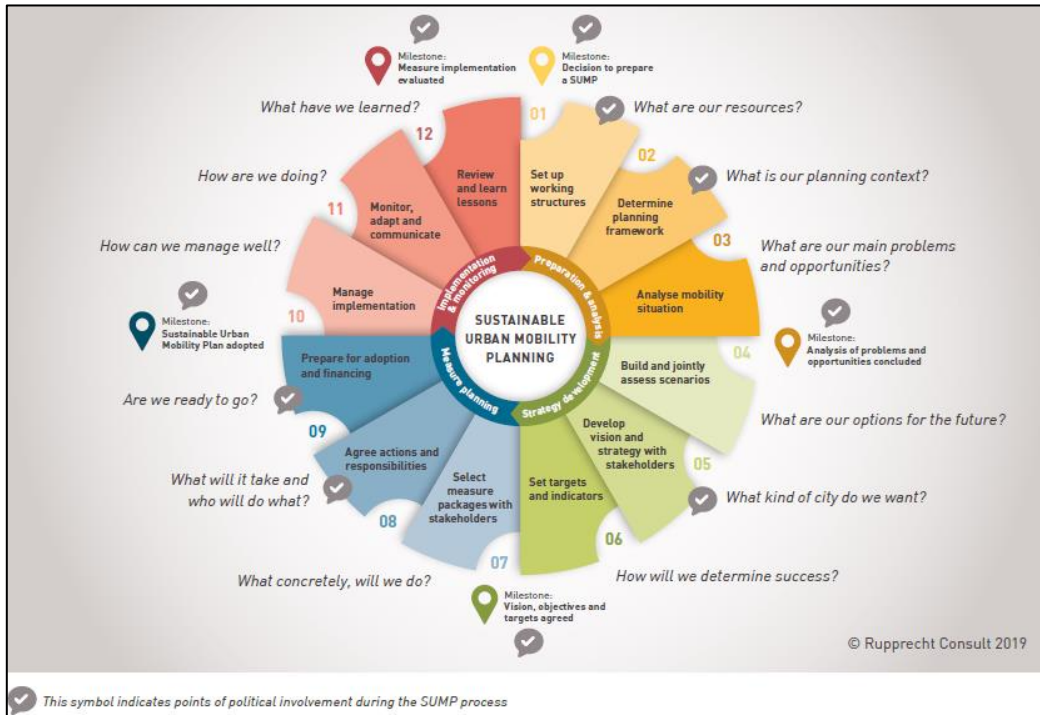 Milestone:
Measure implementation
evaluated
Milestone:
Decision to prepare
a SUMP
What have we learned?
What are our resources?
12
01
Review
and learn
lessons
Set up
working
structures
02
How are we doing?
What is our planning context?
11
Monitor,
adapt and
communicate
Determine
planning
framework
03
How can we manage well?
What are our main problems
and opportunities?
Manage
implementation
Analyse mobility
situation
10
Implementation
& monitoring
Preparation & analysis
SUSTAINABLE
URBAN MOBILITY
PLANNING
Measure planning
Strategy development
Milestone:
Sustainable Urban
Mobility Plan adopted
Milestone:
Analysis of problems and
opportunities concluded
04
Prepare for adoption
and financing
Build and jointly
assess scenarios
Are we ready to go?
What are our options for the future?
09
Agree actions and
responsibilities
Develop
vision and
strategy with
stakeholders
05
What will it take and
who will do what?
What kind of city do we want?
08
Select
measure
packages with
stakeholders
Set targets
and indicators
07
06
What concretely, will we do?
How will we determine success?
Milestone:
Vision, objectives and
targets agreed
© Rupprecht Consult 2019
This symbol indicates points of political involvement during the SUMP process